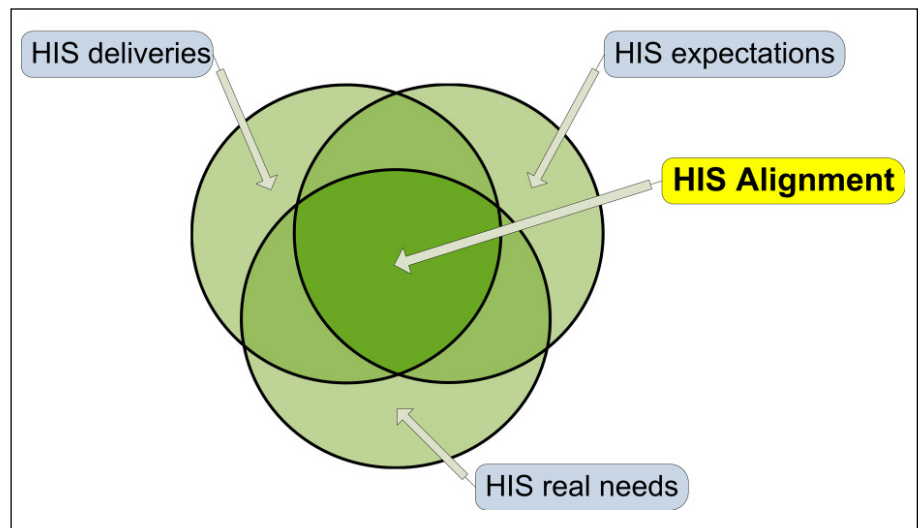 HIS deliveries
HIS expectations
HIS Alignment
HIS real needs